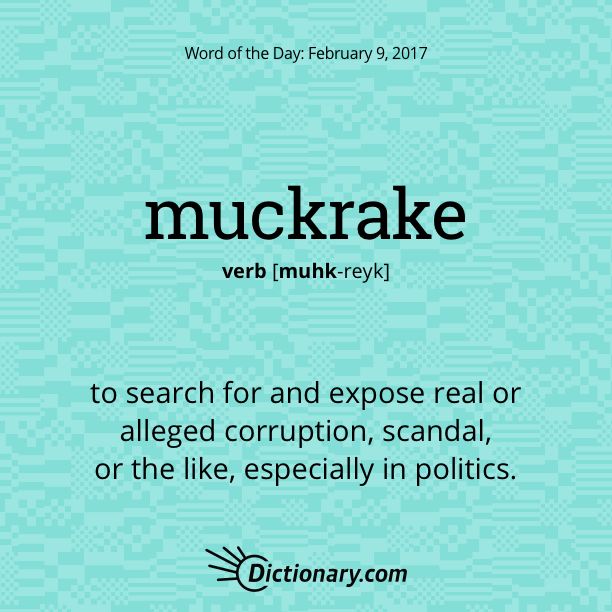 Word of the Day: February 9, 2017
muckrake
verb [muhk-reyk]
to search for and expose real or
alleged corruption, scandal,
or the like, especially in politics.
Dictionary.com